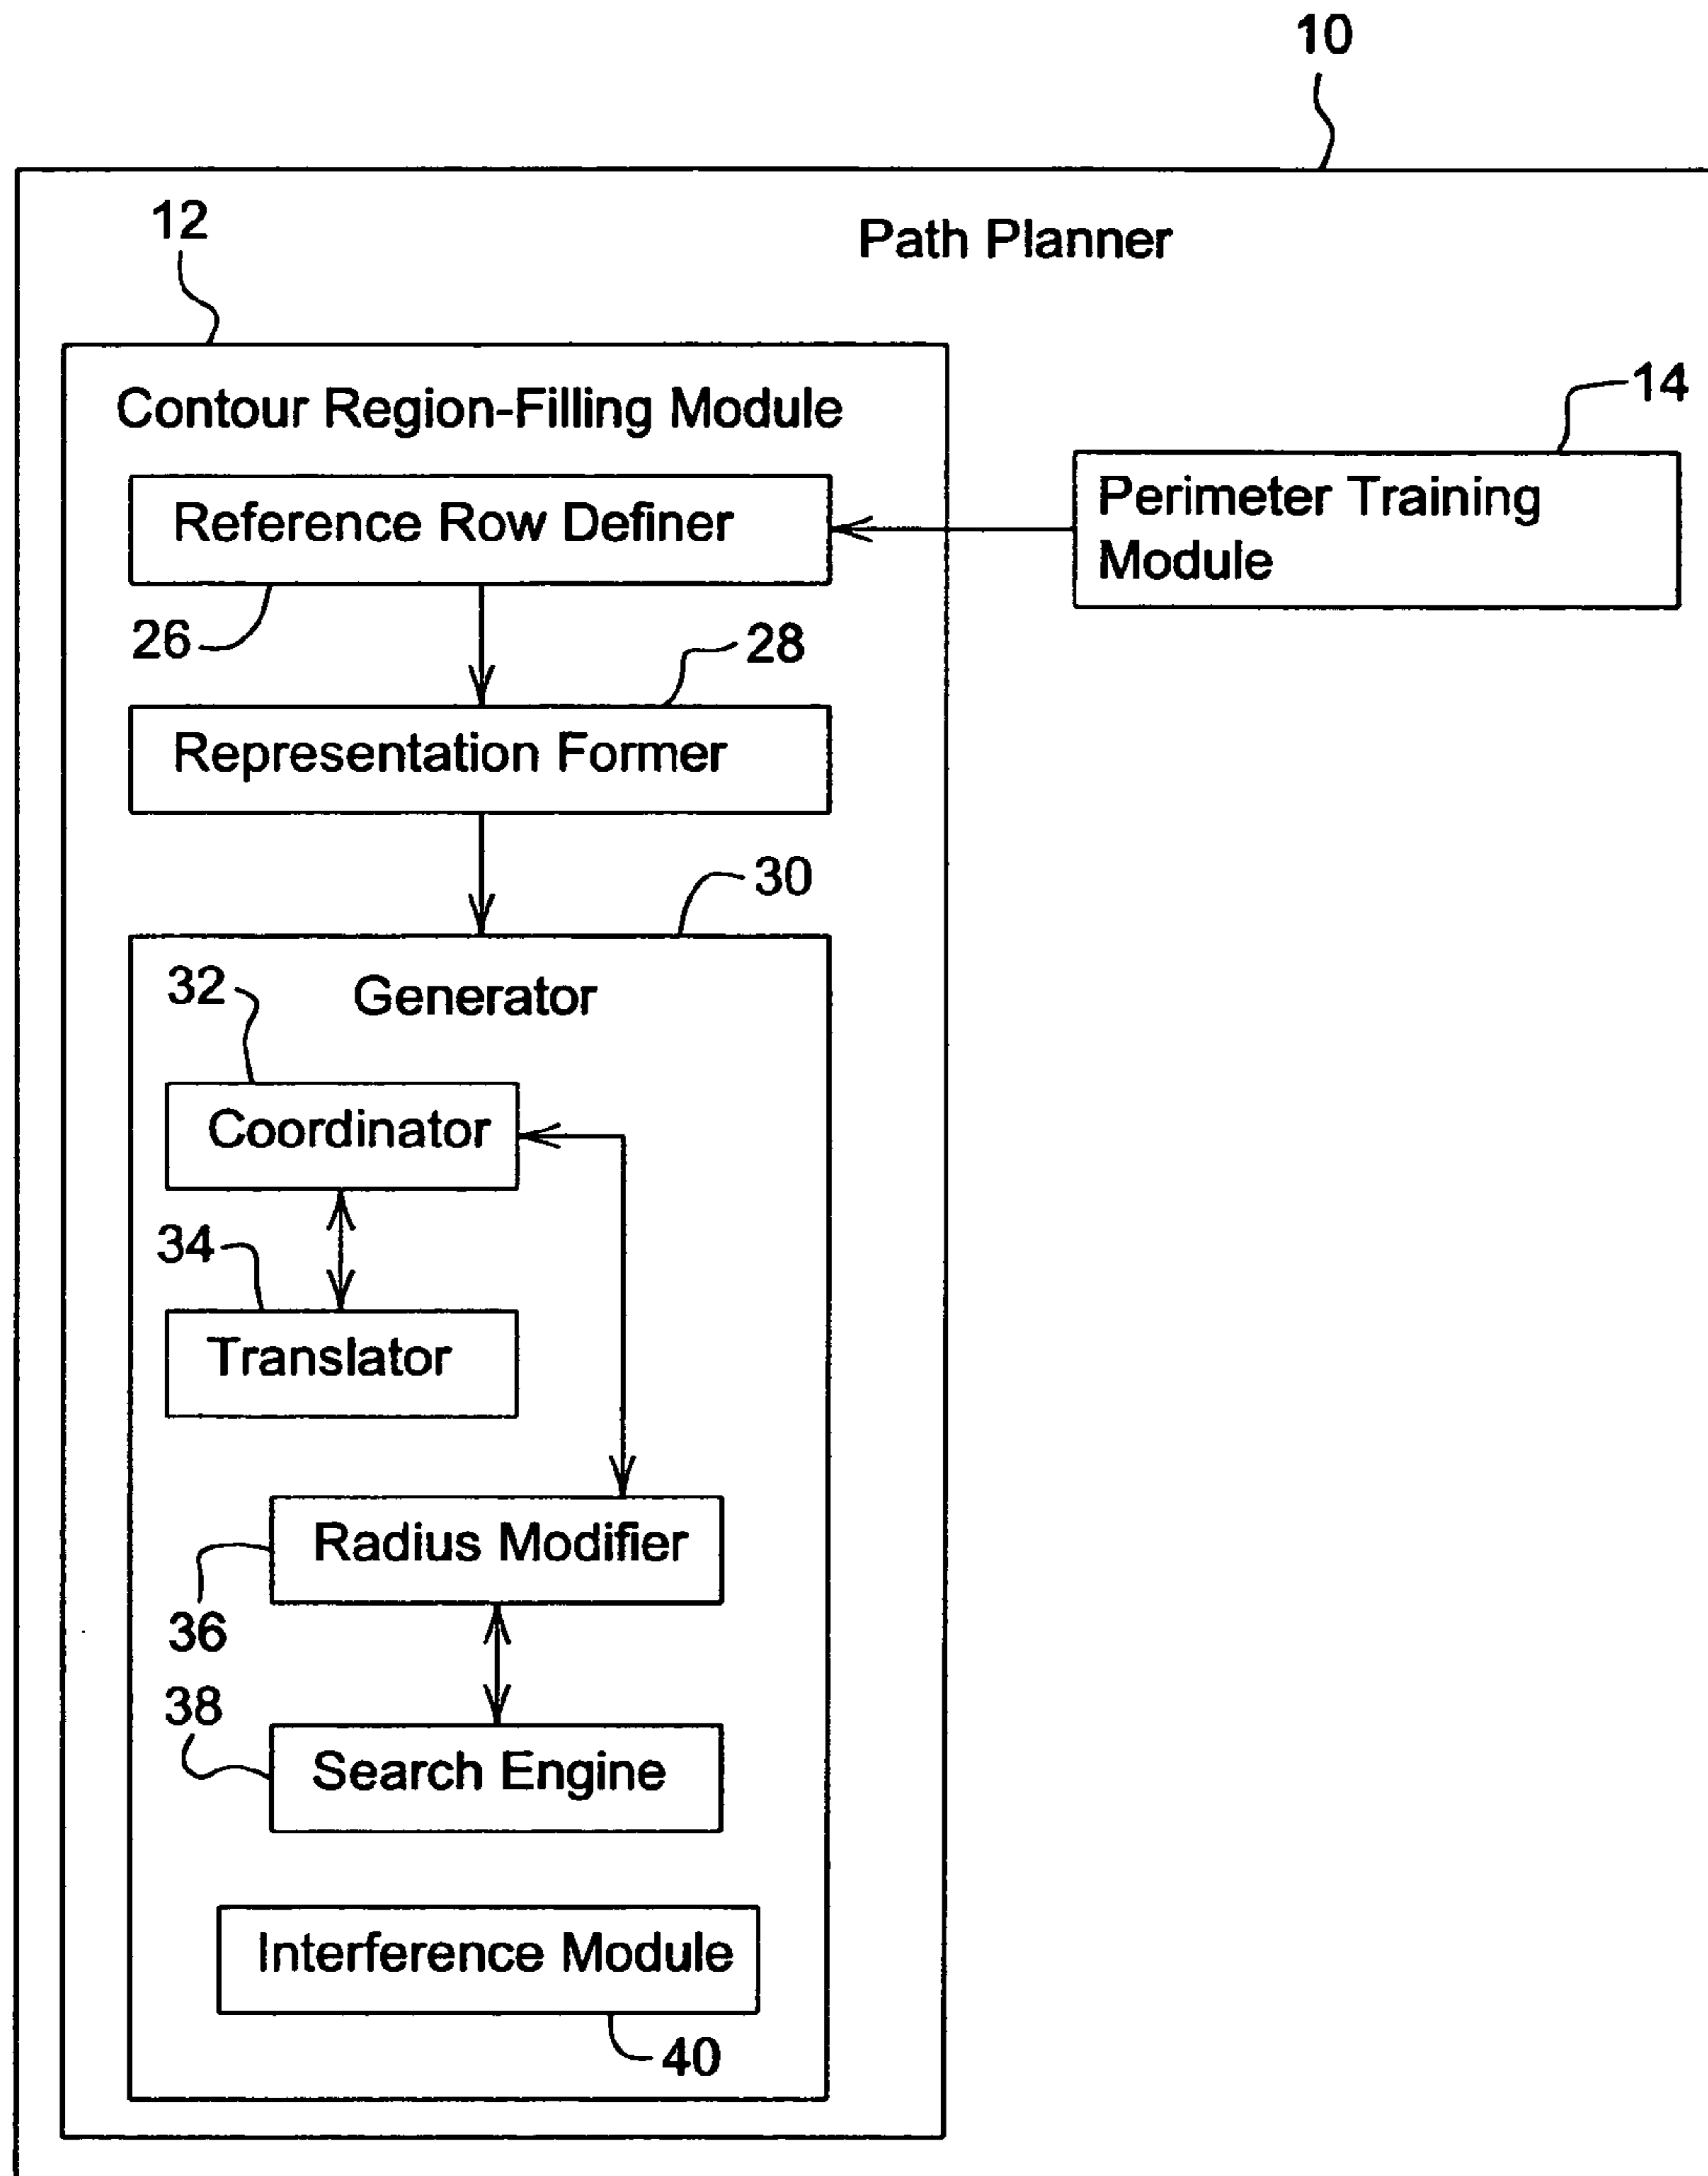 10
Path Planner
12
Contour Region-Filling Module
14
Perimeter Training
Module
Reference Row Definer
26
28
Representation Former
30
Generator
32
Coordinator
34
Translator
Radius Modifier
36
38
Search Engine
Interference Module
40